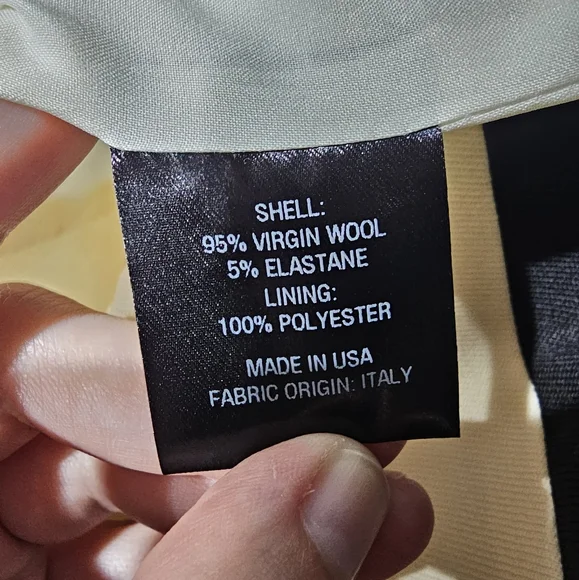 SHELL:
95% VIRGIN WOOL
5% ELASTANE
LINING:
100% POLYESTER
MADE IN USA
FABRIC ORIGIN: ITALY